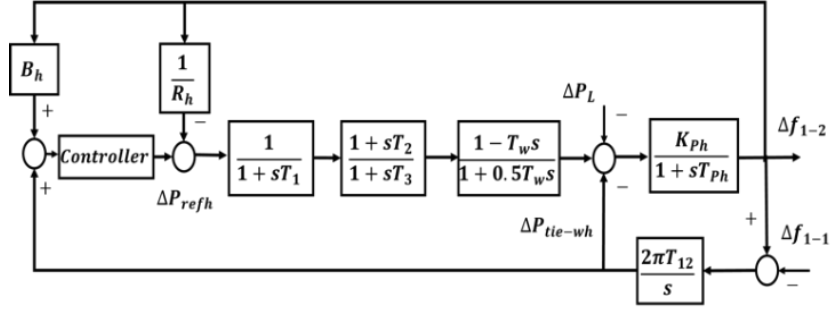 B_h
+
1
R_h
−
+
Controller
ΔP_refh
1
1 + sT_1
1 + sT_2
1 + sT_3
1 − T_w s
1 + 0.5T_w s
ΔP_L
−
−
K_Ph
1 + sT_Ph
Δf_1−2
ΔP_tie−wh
2πT_12
s
+
Δf_1−1
−